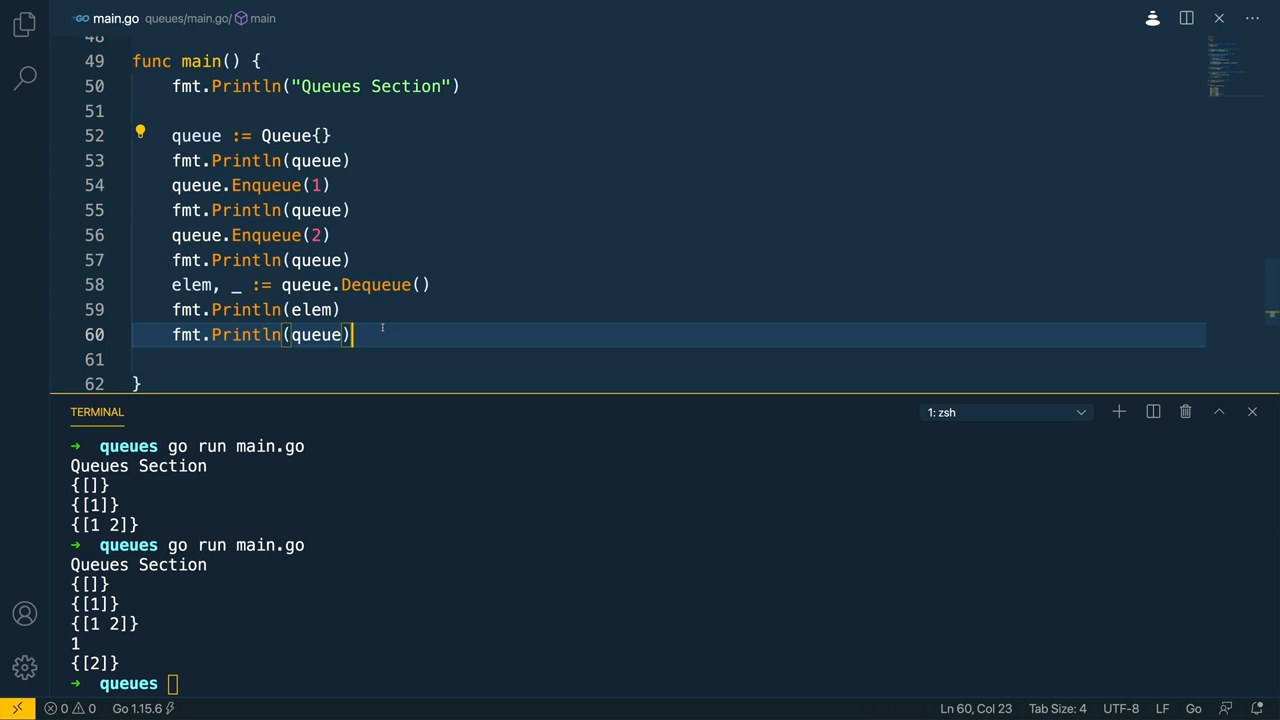 GO main.go queues/main.go/ main
48
49 func main() {
50 fmt.Println("Queues Section")
51
52 queue := Queue{}
53 fmt.Println(queue)
54 queue.Enqueue(1)
55 fmt.Println(queue)
56 queue.Enqueue(2)
57 fmt.Println(queue)
58 elem, _ := queue.Dequeue()
59 fmt.Println(elem)
60 fmt.Println(queue)
61
62 }
TERMINAL 1: zsh
➜ queues go run main.go
Queues Section
{[]}
{[1]}
{[1 2]}
➜ queues go run main.go
Queues Section
{[]}
{[1]}
{[1 2]}
1
{[2]}
➜ queues
0 0 Go 1.15.6 Ln 60, Col 23 Tab Size: 4 UTF-8 LF Go